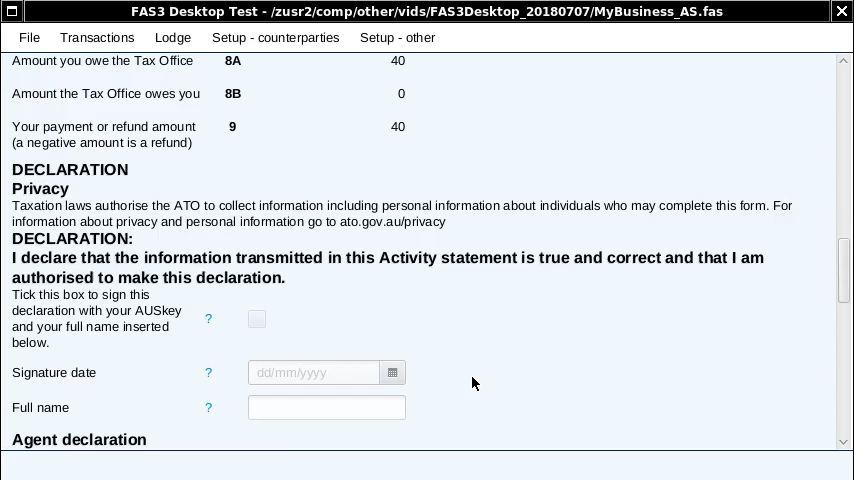 FAS3 Desktop Test - /zusr2/comp/other/vids/FAS3Desktop_20180707/MyBusiness_AS.fas
File Transactions Lodge Setup - counterparties Setup - other
Amount you owe the Tax Office 8A 40
Amount the Tax Office owes you 8B 0
Your payment or refund amount 9 40
(a negative amount is a refund)
DECLARATION
Privacy
Taxation laws authorise the ATO to collect information including personal information about individuals who may complete this form. For
information about privacy and personal information go to ato.gov.au/privacy
DECLARATION:
I declare that the information transmitted in this Activity statement is true and correct and that I am
authorised to make this declaration.
Tick this box to sign this
declaration with your AUSkey
and your full name inserted ?
below.
Signature date ? dd/mm/yyyy
Full name ?
Agent declaration